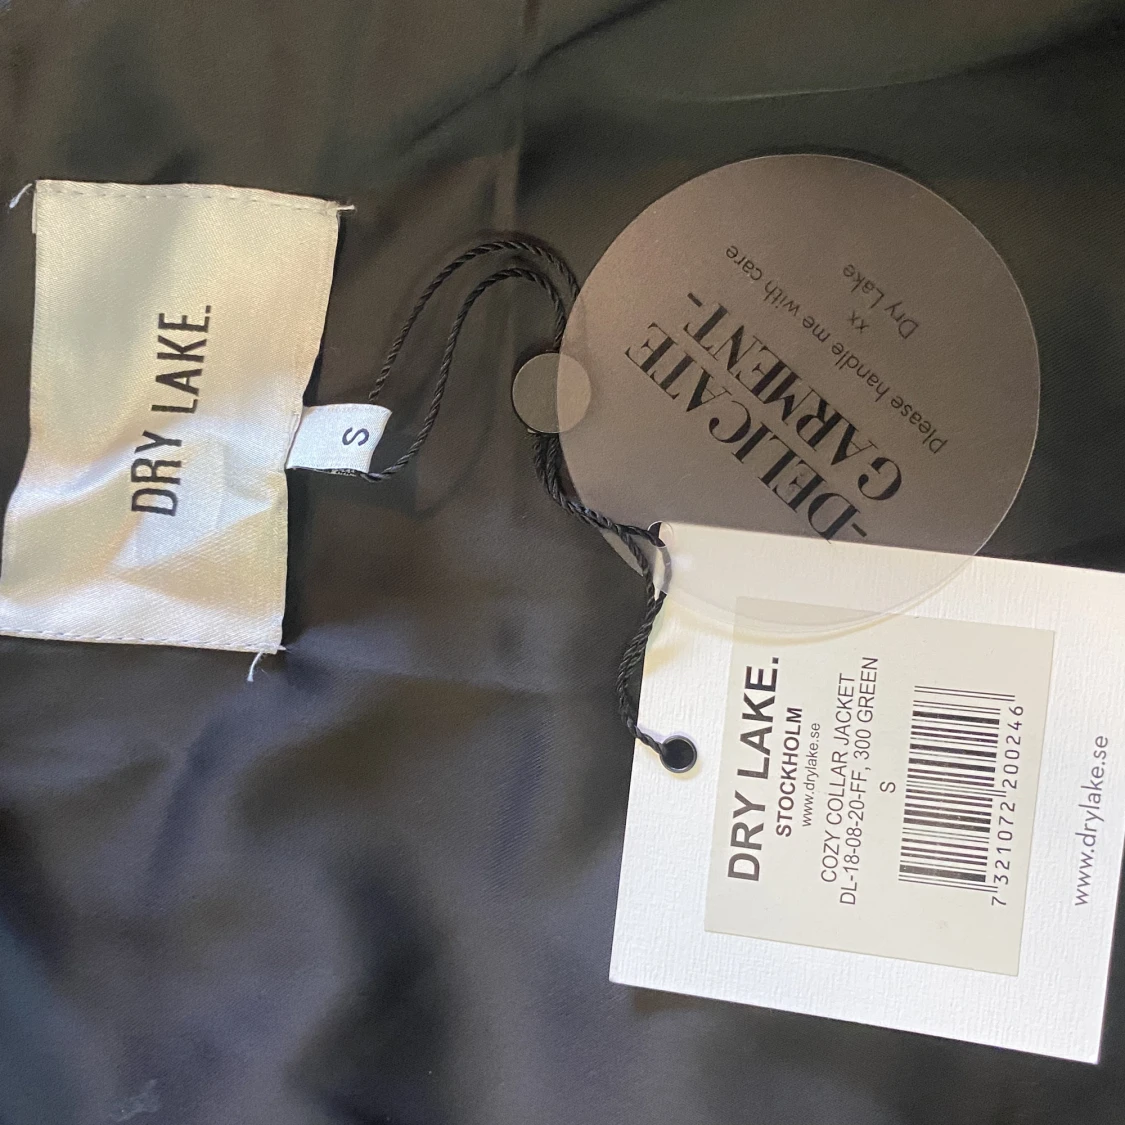 DRY LAKE.
S
-DELICATE
GARMENT-
Please handle me with care
xx
Dry Lake
DRY LAKE.
STOCKHOLM
www.drylake.se
COZY COLLAR JACKET
DL-18-08-20-FF, 300 GREEN
S
7 321072 200246
www.drylake.se